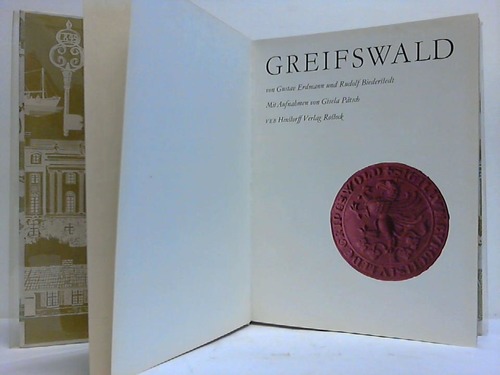 GREIFSWALD
von Gustav Erdmann und Rudolf Biederstedt
Mit Aufnahmen von Gisela Pätsch
VEB Hinstorff Verlag Rostock